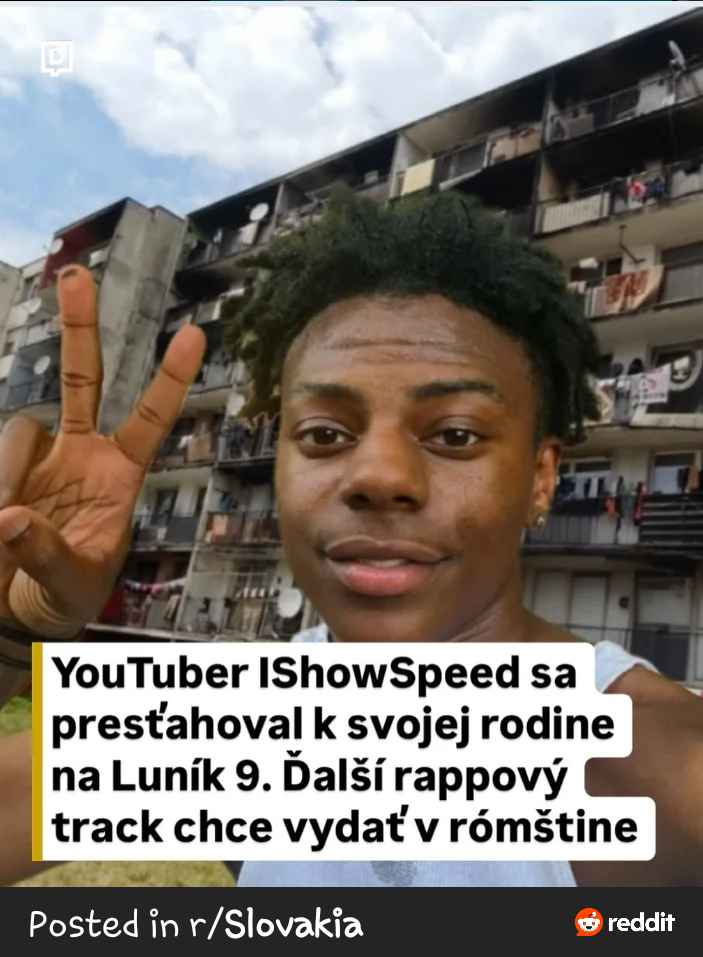 YouTuber IShowSpeed sa
presťahoval k svojej rodine
na Luník 9. Ďalší rappový
track chce vydať v rómštine
Posted in r/Slovakia
reddit